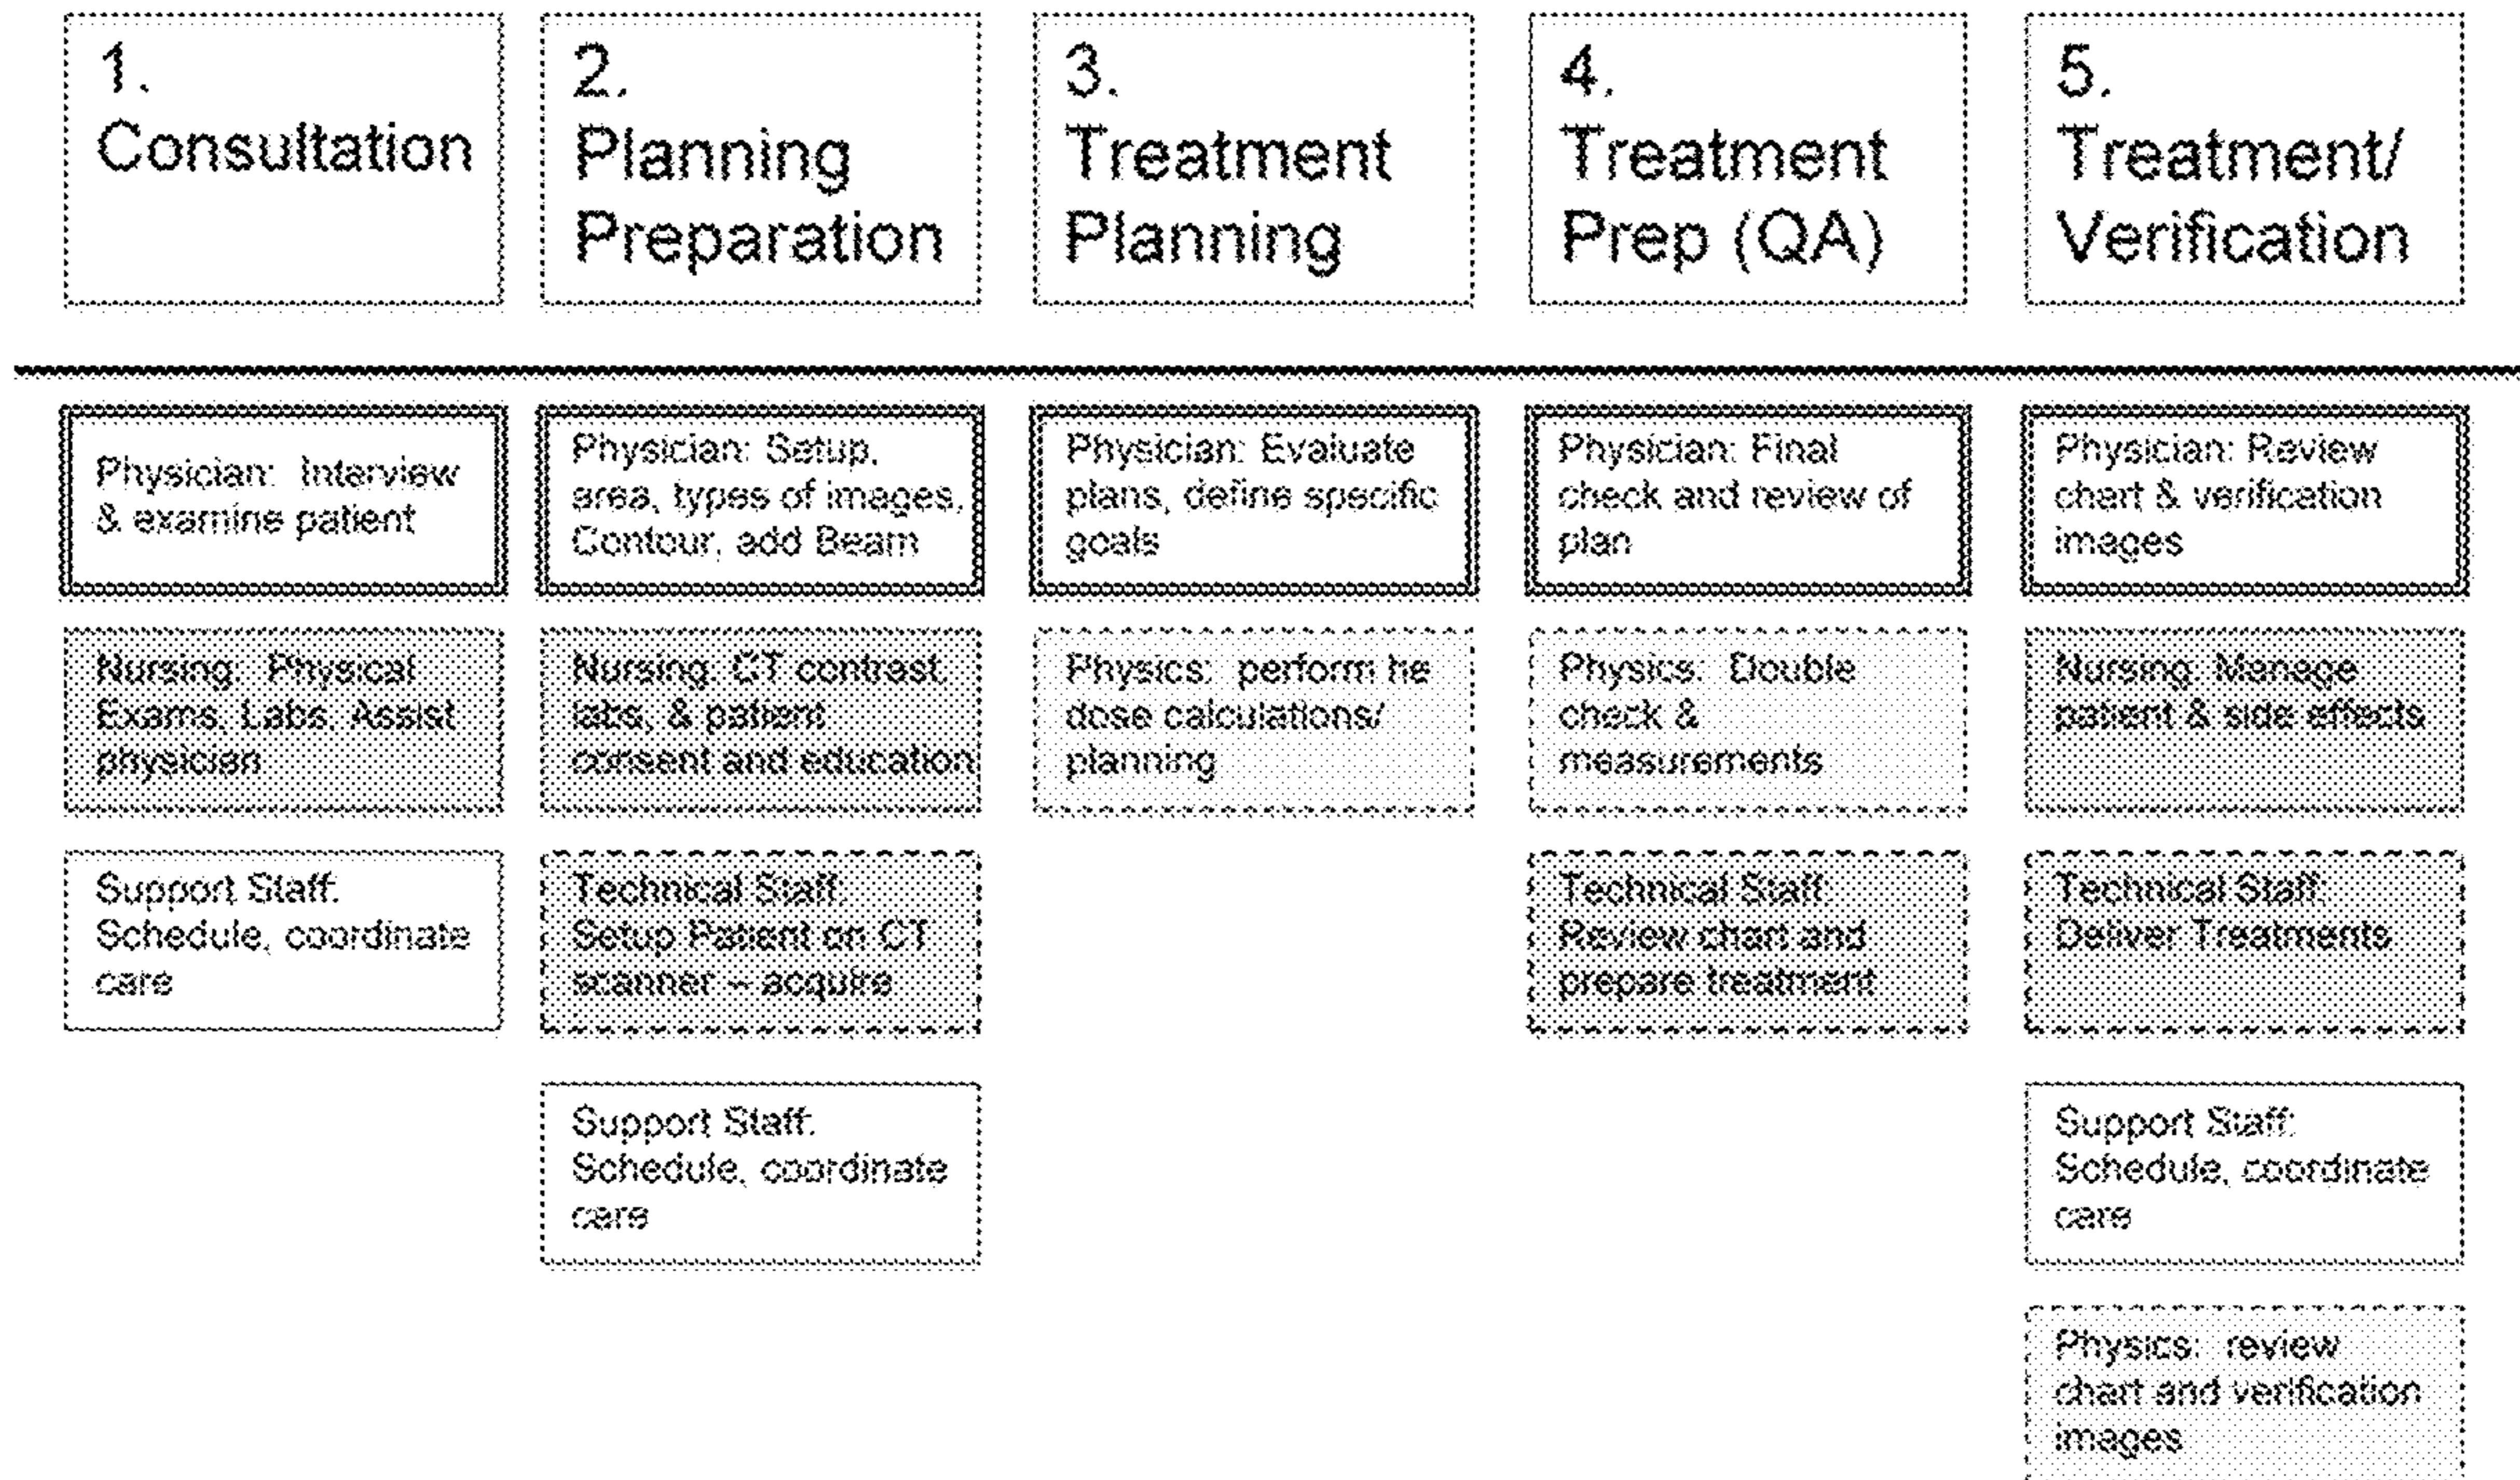 1.
Consultation
2.
Planning
Preparation
3.
Treatment
Planning
4.
Treatment
Prep (QA)
5.
Treatment/
Verification
Physician: Interview
& examine patient
Physician: Setup,
area, types of images,
Contour, add Beam
Physician: Evaluate
plans, define specific
goals
Physician: Final
check and review of
plan
Physician: Review
chart & verification
images
Nursing: Physical
Exams, Labs, Assist
physician
Nursing: CT contrast,
labs, & patient
consent and education
Physics: perform he
dose calculations/
planning
Physics: Double
check &
measurements
Nursing: Manage
patient & side effects
Support Staff:
Schedule, coordinate
care
Technical Staff:
Setup Patient on CT
scanner – acquire
Technical Staff:
Review chart and
prepare treatment
Technical Staff:
Deliver Treatments
Support Staff:
Schedule, coordinate
care
Support Staff:
Schedule, coordinate
care
Physics: review
chart and verification
images